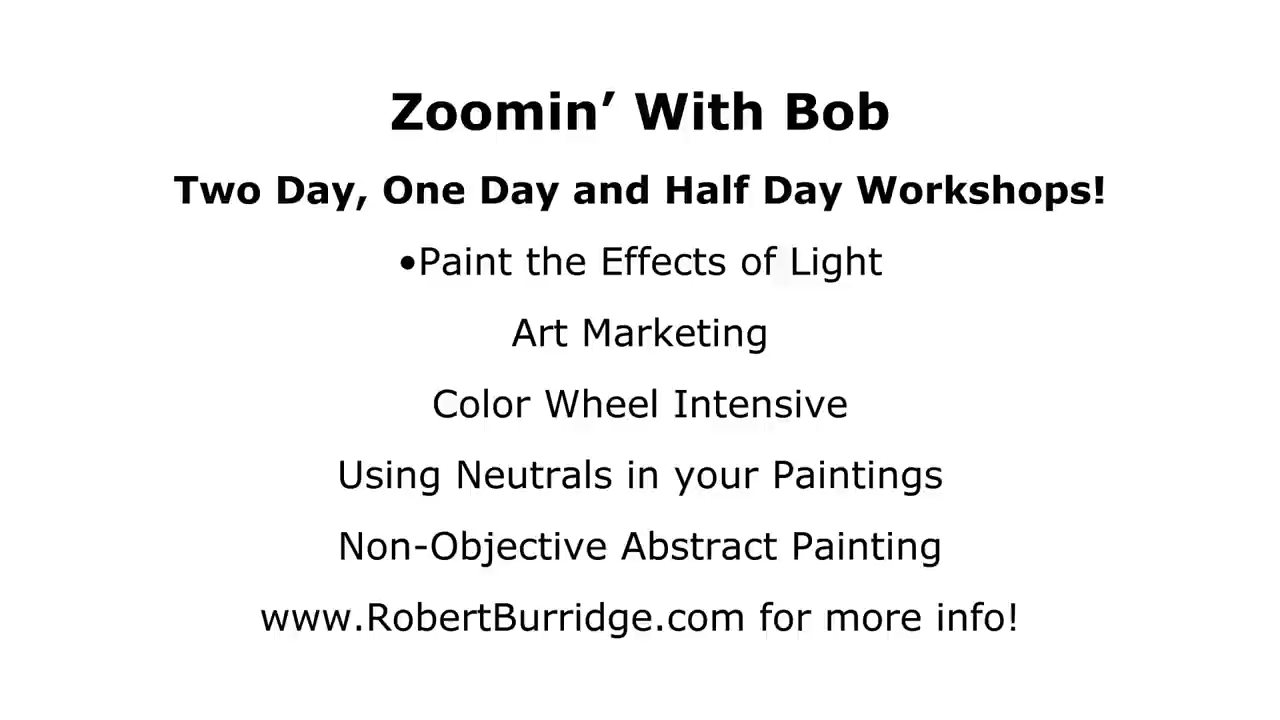 Zoomin’ With Bob
Two Day, One Day and Half Day Workshops!
•Paint the Effects of Light
Art Marketing
Color Wheel Intensive
Using Neutrals in your Paintings
Non-Objective Abstract Painting
www.RobertBurridge.com for more info!